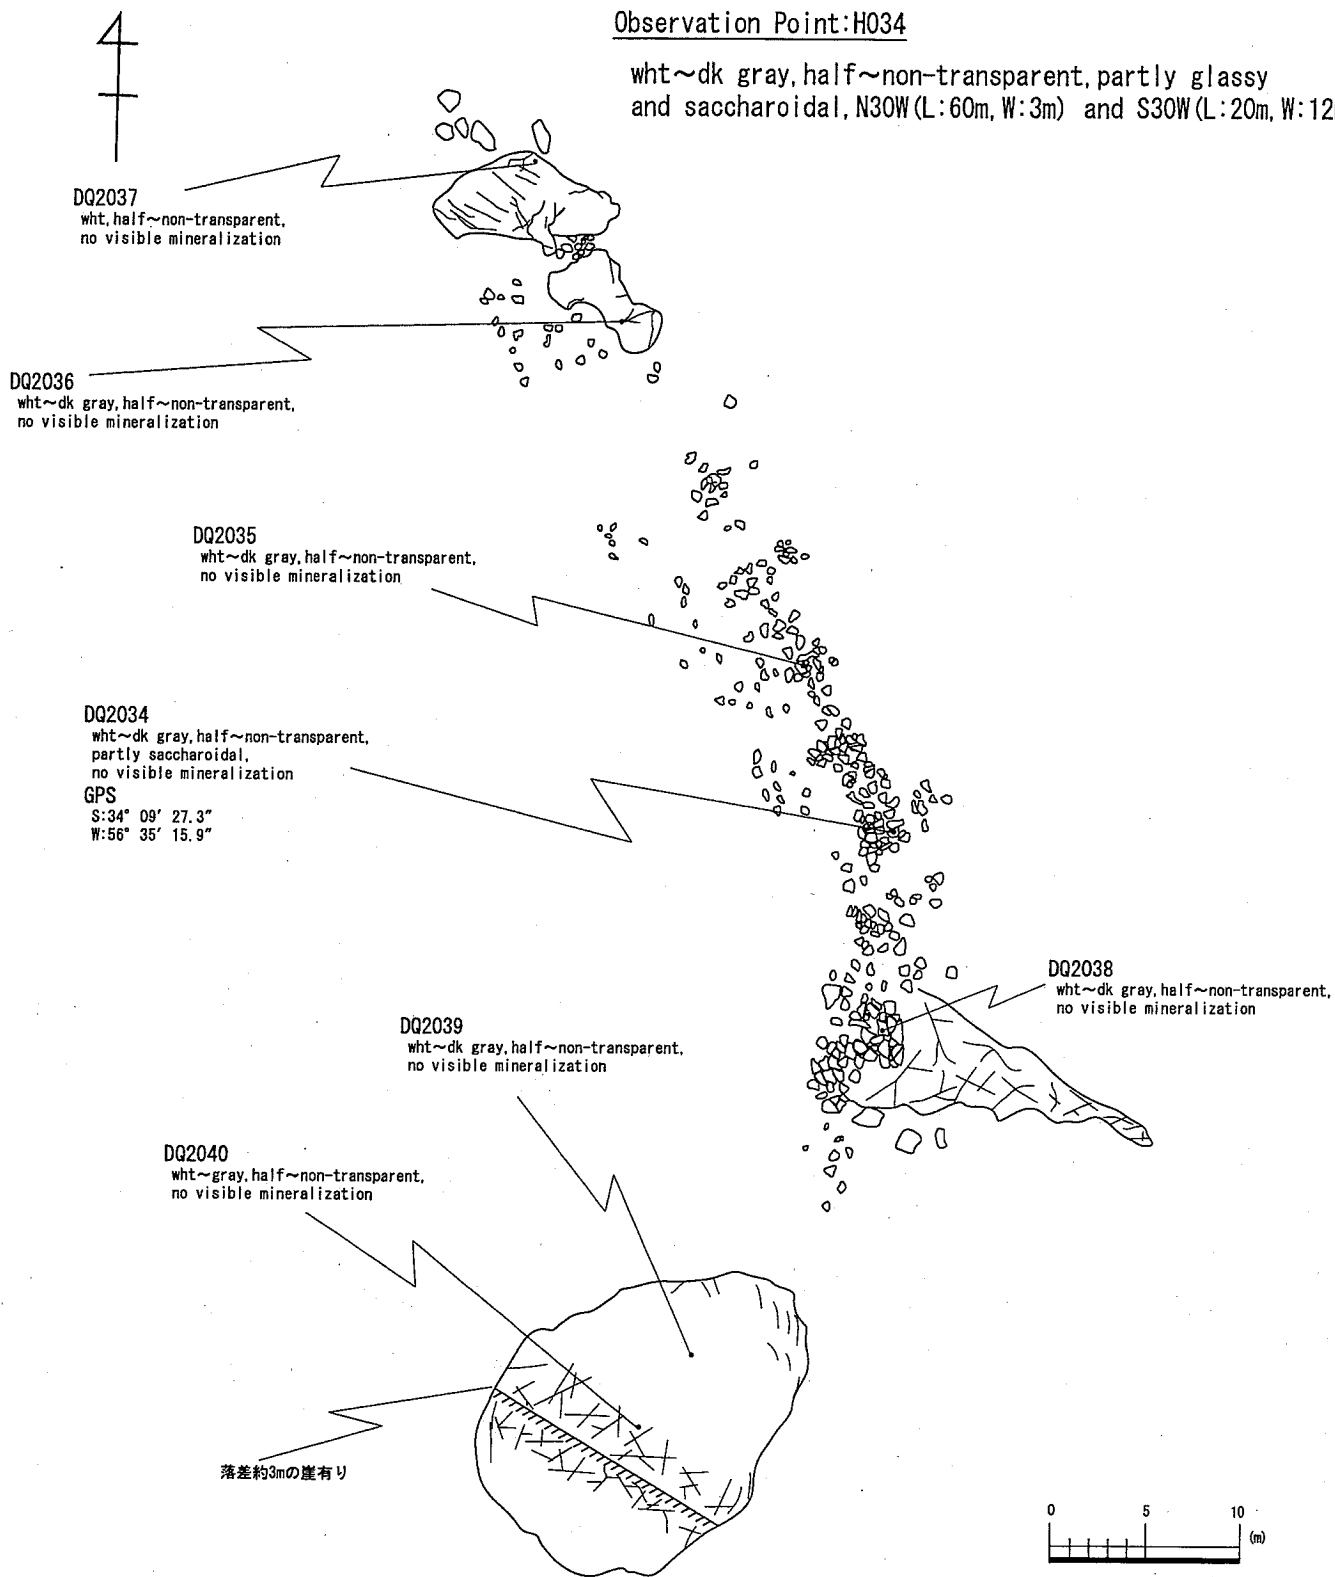 Observation Point:H034
wht~dk gray, half~non-transparent, partly glassy
and saccharoidal, N30W(L:60m, W:3m) and S30W(L:20m, W:12
DQ2037
wht, half~non-transparent,
no visible mineralization
DQ2036
wht~dk gray, half~non-transparent,
no visible mineralization
DQ2035
wht~dk gray, half~non-transparent,
no visible mineralization
DQ2034
wht~dk gray, half~non-transparent,
partly saccharoidal,
no visible mineralization
GPS
S:34° 09′ 27.3″
W:56° 35′ 15.9″
DQ2038
wht~dk gray, half~non-transparent,
no visible mineralization
DQ2039
wht~dk gray, half~non-transparent,
no visible mineralization
DQ2040
wht~gray, half~non-transparent,
no visible mineralization
落差約3mの崖有り
0 5 10
(m)